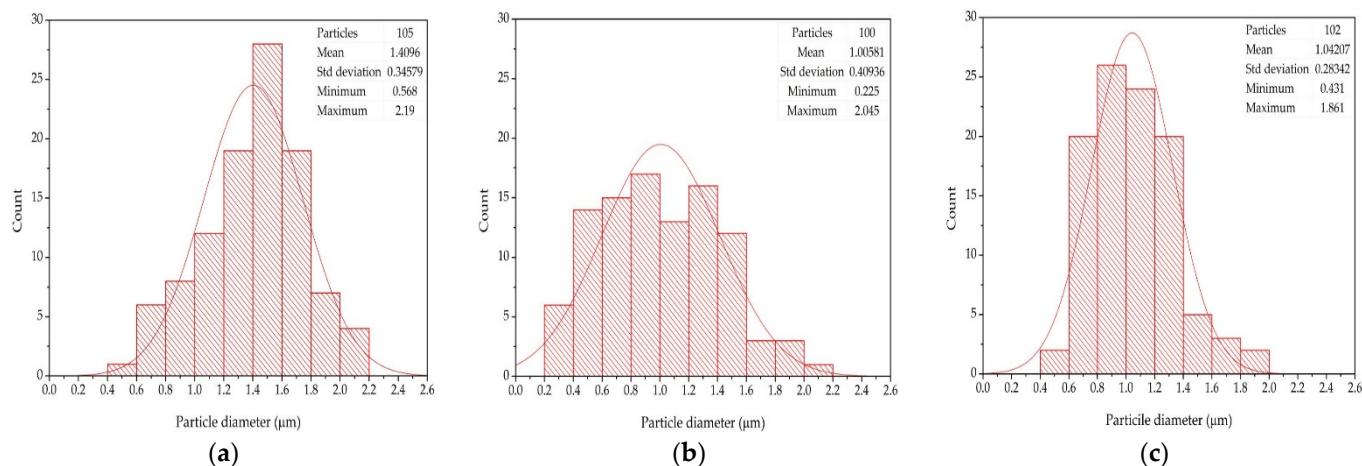 30
25
20
15
10
5
0
Count
Particles 105
Mean 1.4096
Std deviation 0.34579
Minimum 0.568
Maximum 2.19
0.0 0.2 0.4 0.6 0.8 1.0 1.2 1.4 1.6 1.8 2.0 2.2 2.4 2.6
Particle diameter (μm)
(a)
30
25
20
15
10
5
0
Count
Particles 100
Mean 1.00581
Std deviation 0.40936
Minimum 0.225
Maximum 2.045
0.0 0.2 0.4 0.6 0.8 1.0 1.2 1.4 1.6 1.8 2.0 2.2 2.4 2.6
Particle diameter (μm)
(b)
30
25
20
15
10
5
0
Count
Particles 102
Mean 1.04207
Std deviation 0.28342
Minimum 0.431
Maximum 1.861
0.0 0.2 0.4 0.6 0.8 1.0 1.2 1.4 1.6 1.8 2.0 2.2 2.4 2.6
Particile diameter (μm)
(c)